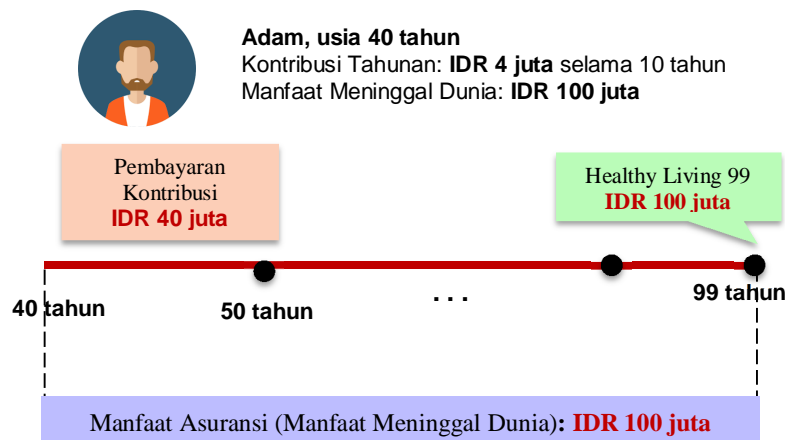 Adam, usia 40 tahun
Kontribusi Tahunan: IDR 4 juta selama 10 tahun
Manfaat Meninggal Dunia: IDR 100 juta
Pembayaran
Kontribusi
IDR 40 juta
Healthy Living 99
IDR 100 juta
40 tahun
50 tahun
. . .
99 tahun
Manfaat Asuransi (Manfaat Meninggal Dunia): IDR 100 juta